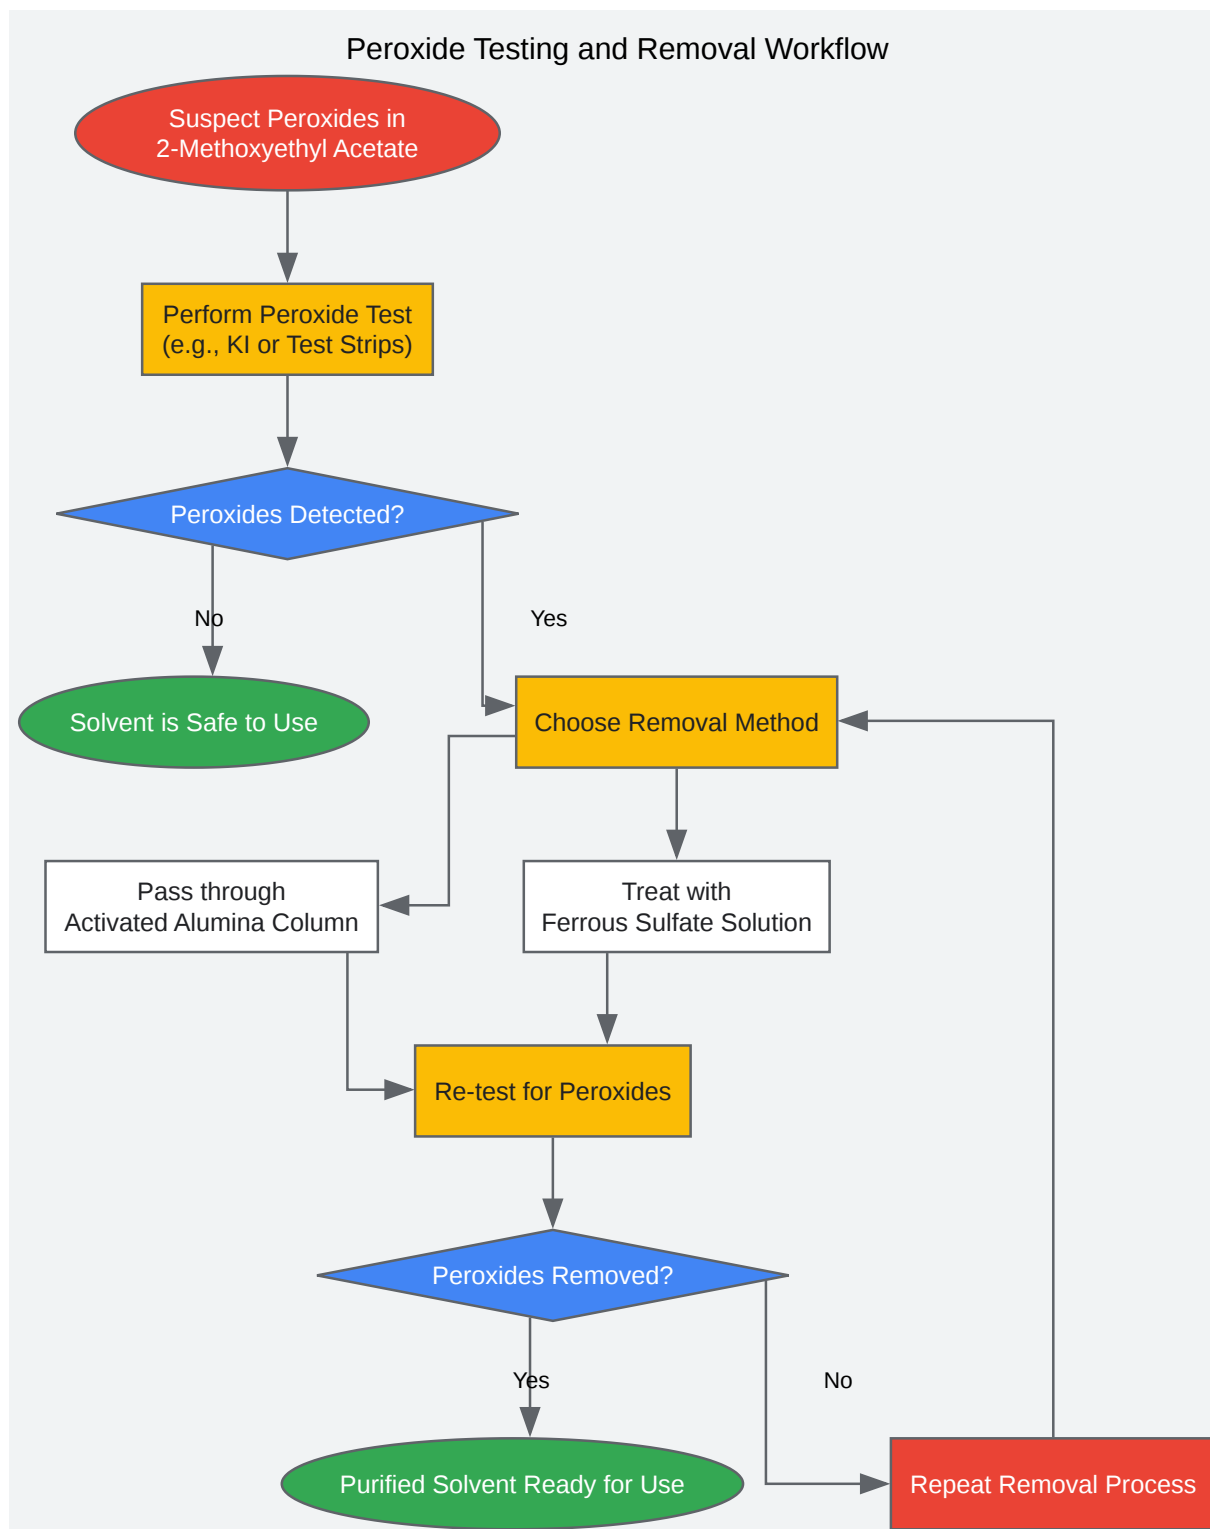 Peroxide Testing and Removal Workflow
Suspect Peroxides in
2-Methoxyethyl Acetate
Perform Peroxide Test
(e.g., KI or Test Strips)
Peroxides Detected?
No
Yes
Solvent is Safe to Use
Choose Removal Method
Pass through
Activated Alumina Column
Treat with
Ferrous Sulfate Solution
Re-test for Peroxides
Peroxides Removed?
Yes
No
Purified Solvent Ready for Use
Repeat Removal Process